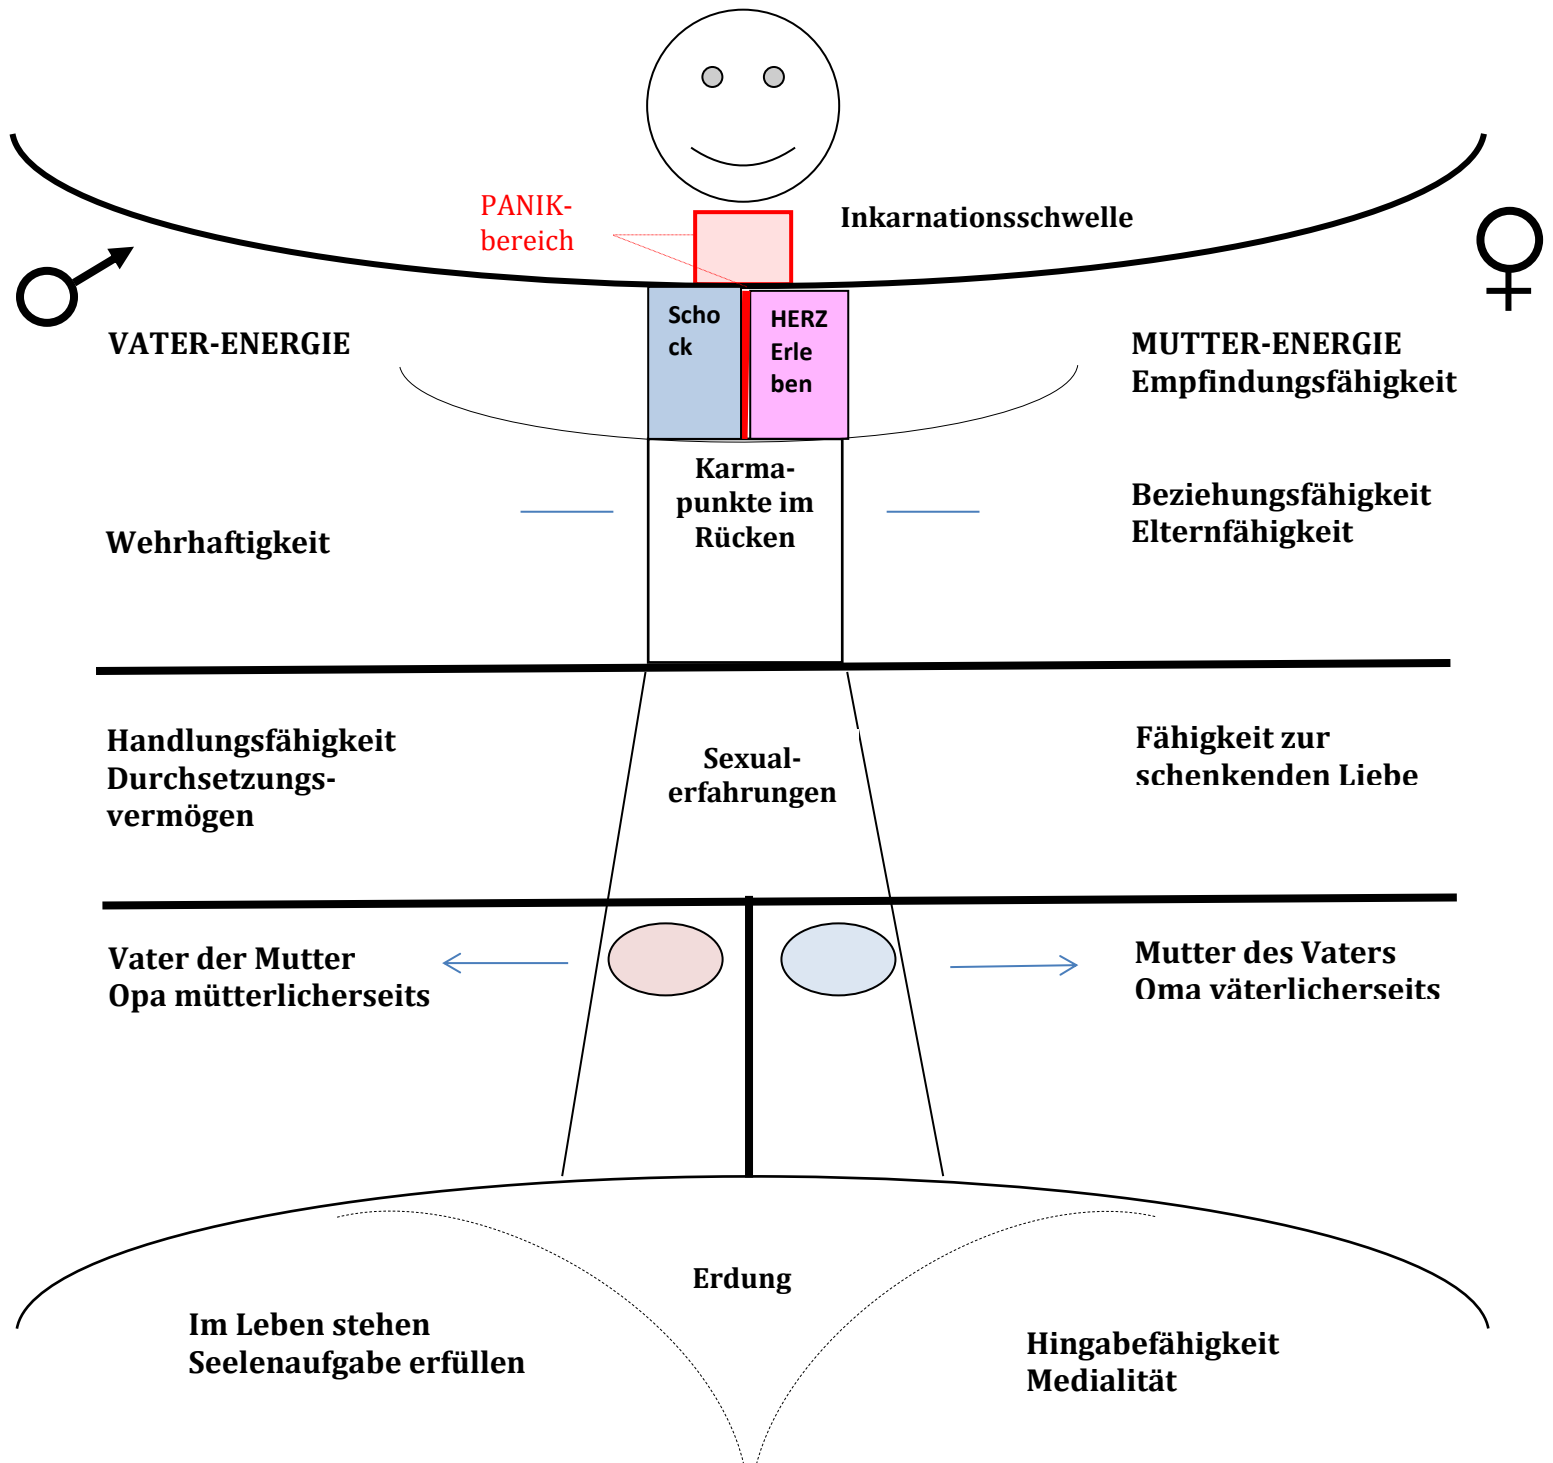 PANIK-
bereich
Inkarnationsschwelle
Scho
ck
HERZ
Erle
ben
VATER-ENERGIE
MUTTER-ENERGIE
Empfindungsfähigkeit
Karma-
punkte im
Rücken
Wehrhaftigkeit
Beziehungsfähigkeit
Elternfähigkeit
Handlungsfähigkeit
Durchsetzungs-
vermögen
Sexual-
erfahrungen
Fähigkeit zur
schenkenden Liebe
Vater der Mutter
Opa mütterlicherseits
Mutter des Vaters
Oma väterlicherseits
Erdung
Im Leben stehen
Seelenaufgabe erfüllen
Hingabefähigkeit
Medialität